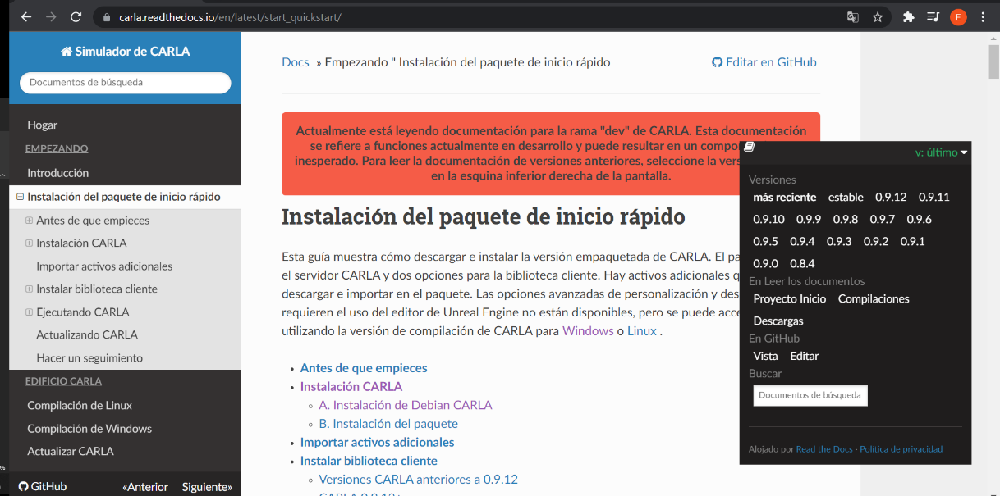 carla.readthedocs.io/en/latest/start_quickstart/
E
Simulador de CARLA
Documentos de búsqueda
Hogar
EMPEZANDO
Introducción
Instalación del paquete de inicio rápido
Antes de que empieces
Instalación CARLA
Importar activos adicionales
Instalar biblioteca cliente
Ejecutando CARLA
Actualizando CARLA
Hacer un seguimiento
EDIFICIO CARLA
Compilación de Linux
Compilación de Windows
Actualizar CARLA
GitHub «Anterior Siguiente»
Docs » Empezando " Instalación del paquete de inicio rápido
Editar en GitHub
Actualmente está leyendo documentación para la rama "dev" de CARLA. Esta documentación
se refiere a funciones actualmente en desarrollo y puede resultar en un
inesperado. Para leer la documentación de versiones anteriores, seleccione la
en la esquina inferior derecha de la pantalla.
Instalación del paquete de inicio rápido
Esta guía muestra cómo descargar e instalar la versión empaquetada de CARLA. El
el servidor CARLA y dos opciones para la biblioteca cliente. Hay activos adicionales
descargar e importar en el paquete. Las opciones avanzadas de personalización y
requieren el uso del editor de Unreal Engine no están disponibles, pero se puede
utilizando la versión de compilación de CARLA para Windows o Linux .
• Antes de que empieces
• Instalación CARLA
◦ A. Instalación de Debian CARLA
◦ B. Instalación del paquete
• Importar activos adicionales
• Instalar biblioteca cliente
◦ Versiones CARLA anteriores a 0.9.12
v: último
Versiones
más reciente estable 0.9.12 0.9.11
0.9.10 0.9.9 0.9.8 0.9.7 0.9.6
0.9.5 0.9.4 0.9.3 0.9.2 0.9.1
0.9.0 0.8.4
En Leer los documentos
Proyecto Inicio Compilaciones
Descargas
En GitHub
Vista Editar
Buscar
Documentos de búsqueda
Alojado por Read the Docs · Política de privacidad